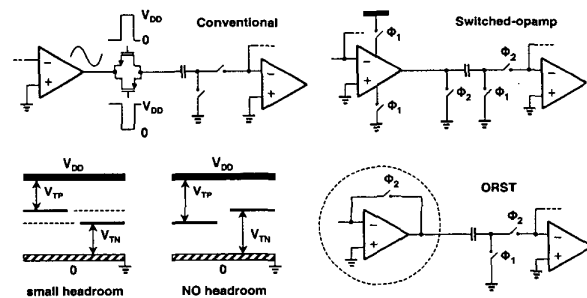 Conventional
V_DD
0
V_DD
0
−
+
−
+
Switched-opamp
Φ1
−
+
Φ1
Φ2
Φ1
Φ2
−
+
V_DD
V_TP
V_TN
0
small headroom
V_DD
V_TP
V_TN
0
NO headroom
ORST
Φ2
−
+
Φ2
Φ1
−
+